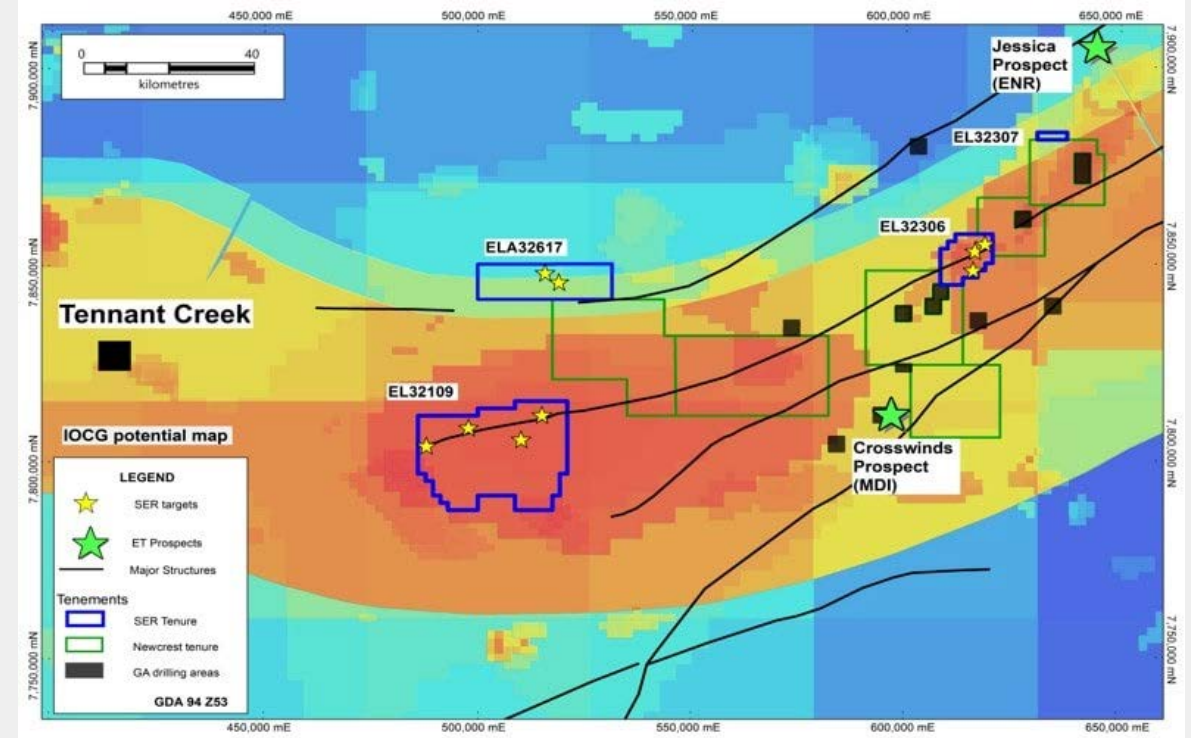 450,000 mE
500,000 mE
550,000 mE
600,000 mE
650,000 mE
7,900,000 mN
7,850,000 mN
7,800,000 mN
7,750,000 mN
7,900,000 mN
7,850,000 mN
7,800,000 mN
7,750,000 mN
0
40
kilometres
Jessica
Prospect
(ENR)
EL32307
EL32306
ELA32617
Tennant Creek
EL32109
Crosswinds
Prospect
(MDI)
IOCG potential map
LEGEND
SER targets
ET Prospects
Major Structures
Tenements
SER Tenure
Newcrest tenure
GA drilling areas
GDA 94 Z53
450,000 mE
500,000 mE
550,000 mE
600,000 mE
650,000 mE